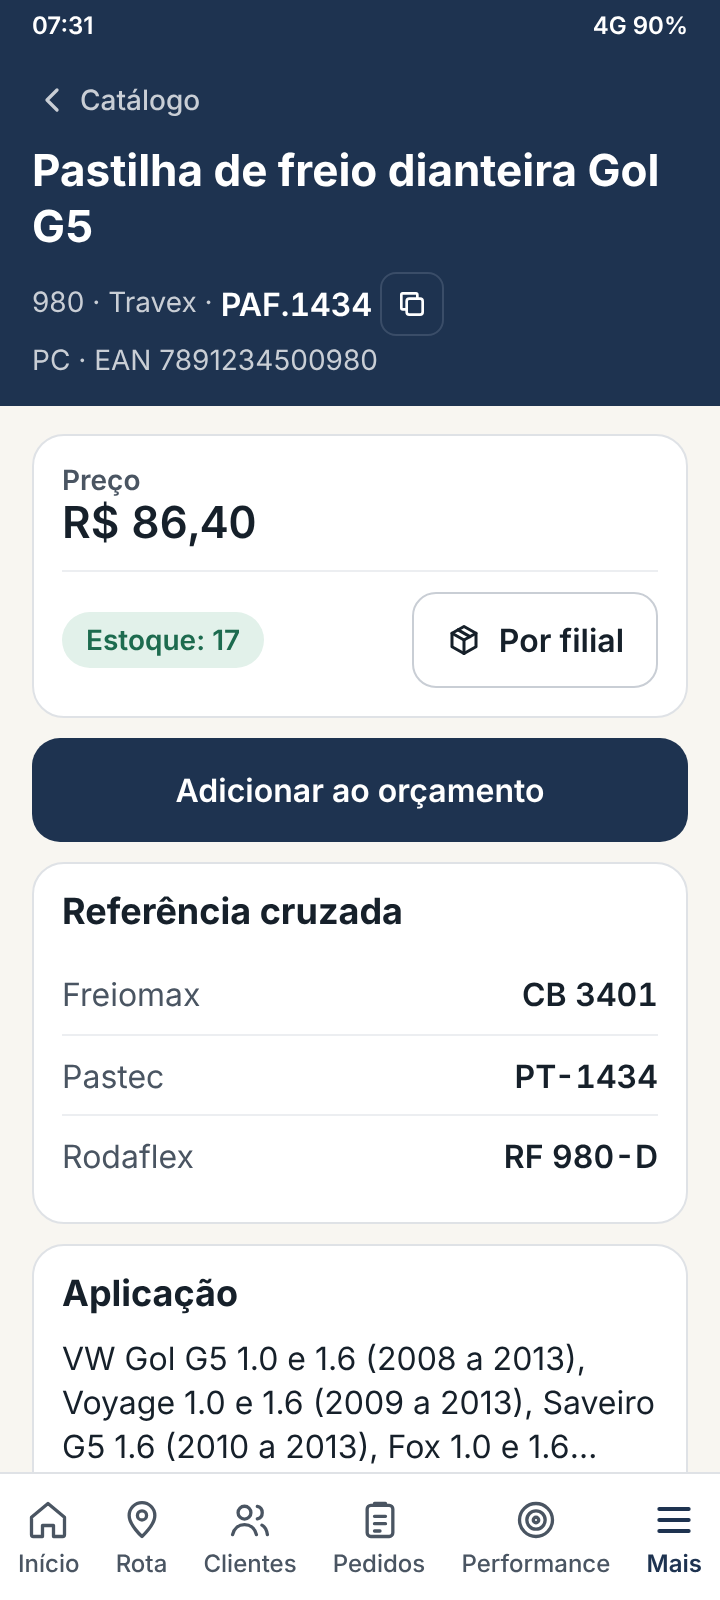 07:31 4G 90%
Catálogo
Pastilha de freio dianteira Gol
G5
980 · Travex · PAF.1434
PC · EAN 7891234500980
Preço
R$ 86,40
Estoque: 17 Por filial
Adicionar ao orçamento
Referência cruzada
Freiomax CB 3401
Pastec PT-1434
Rodaflex RF 980-D
Aplicação
VW Gol G5 1.0 e 1.6 (2008 a 2013),
Voyage 1.0 e 1.6 (2009 a 2013), Saveiro
G5 1.6 (2010 a 2013), Fox 1.0 e 1.6...
Início Rota Clientes Pedidos Performance Mais